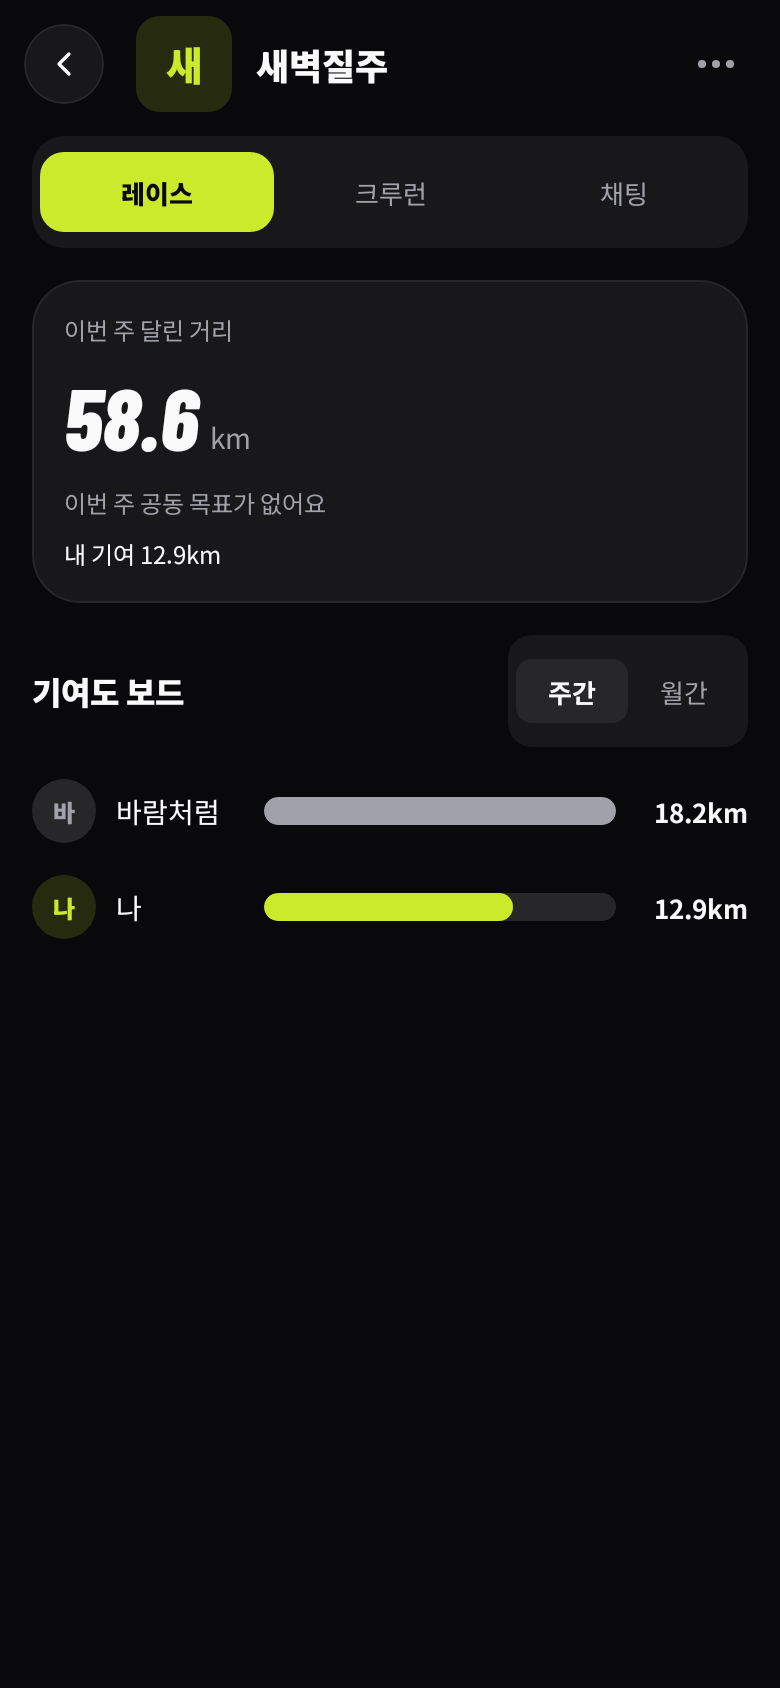 새 새벽질주
레이스 크루런 채팅
이번 주 달린 거리
58.6 km
이번 주 공동 목표가 없어요
내 기여 12.9km
기여도 보드 주간 월간
바 바람처럼 18.2km
나 나 12.9km